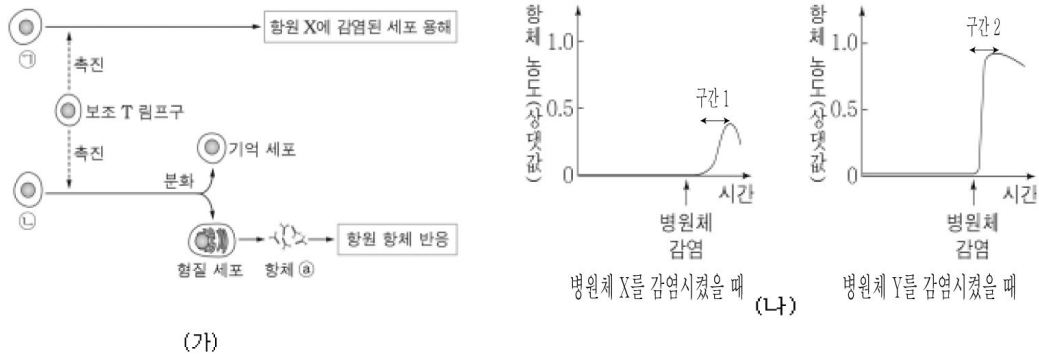 항원 X에 감염된 세포 용해
㉠
촉진
보조 T 림프구
촉진
기억 세포
분화
㉡
항원 항체 반응
형질 세포
항체 ⓐ
(가)
항체 농도(상댓값)
1.0
0.5
0
구간 1
시간
병원체
감염
병원체 X를 감염시켰을 때
항체 농도(상댓값)
1.0
0.5
0
구간 2
시간
병원체
감염
병원체 Y를 감염시켰을 때
(나)